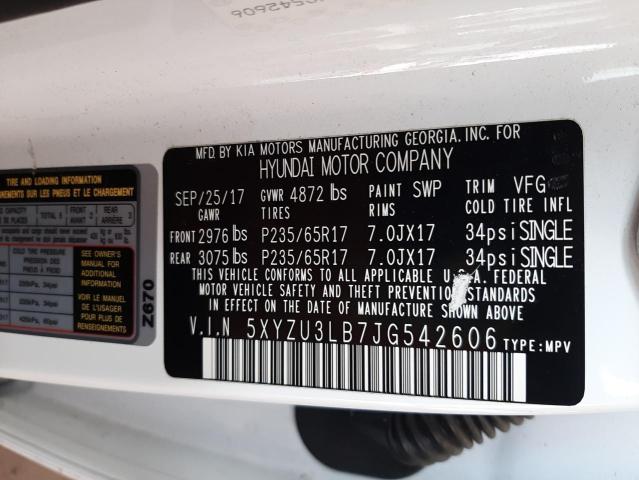 0542606
MFD. BY KIA MOTORS MANUFACTURING GEORGIA. INC. FOR
HYUNDAI MOTOR COMPANY
SEP/25/17 GVWR 4872 lbs PAINT SWP TRIM VFG
GAWR TIRES RIMS COLD TIRE INFL
FRONT 2976 lbs P235/65R17 7.0JX17 34psi SINGLE
REAR 3075 lbs P235/65R17 7.0JX17 34psi SINGLE
THIS VEHICLE CONFORMS TO ALL APPLICABLE U.S.A. FEDERAL
MOTOR VEHICLE SAFETY AND THEFT PREVENTION STANDARDS
IN EFFECT ON THE DATE OF MANUFACTURE SHOWN ABOVE
V.I.N 5XYZU3LB7JG542606 TYPE: MPV
TIRE AND LOADING INFORMATION
SUR LES PNEUS ET LE CHARGEMENT
SEE OWNER'S
MANUAL FOR
ADDITIONAL
INFORMATION
VOIR LE MANUEL
DE L'USAGER
POUR PLUS DE
RENSEIGNEMENTS
Z670